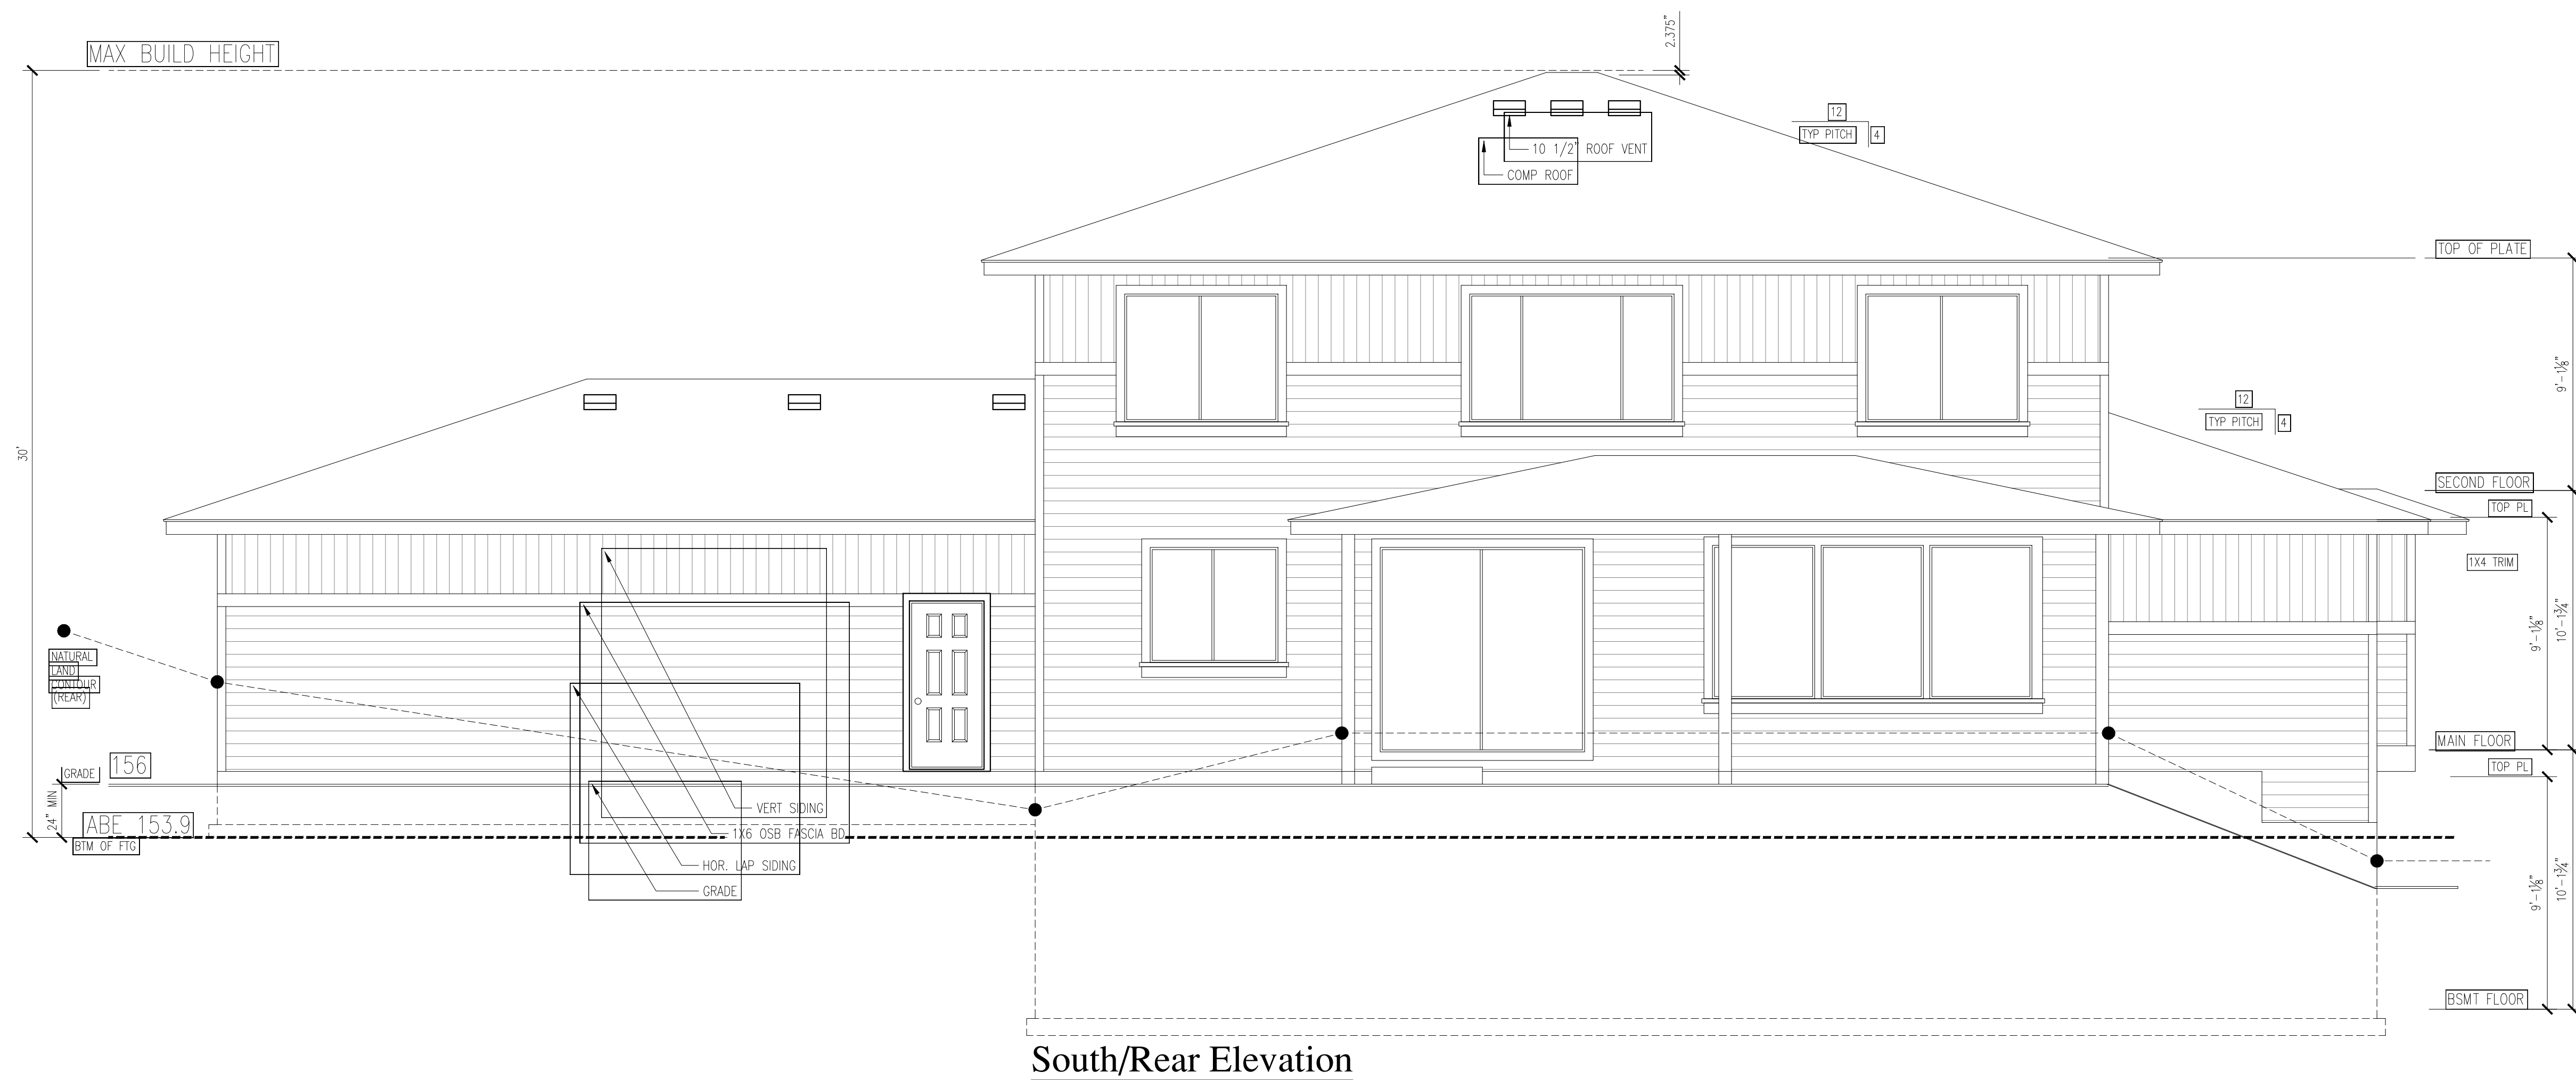 MAX BUILD HEIGHT
2.375"
12
TYP PITCH 4
10 1/2" ROOF VENT
COMP ROOF
TOP OF PLATE
9'-1⅛"
12
TYP PITCH 4
30'
SECOND FLOOR
TOP PL
1X4 TRIM
9'-1⅛"
10'-1¾"
NATURAL
LAND
CONTOUR
(REAR)
MAIN FLOOR
TOP PL
156
GRADE
24" MIN
VERT SIDING
ABE 153.9
1X6 OSB FASCIA BD
BTM OF FTG
HOR. LAP SIDING
GRADE
9'-1⅛"
10'-1¾"
BSMT FLOOR
South/Rear Elevation